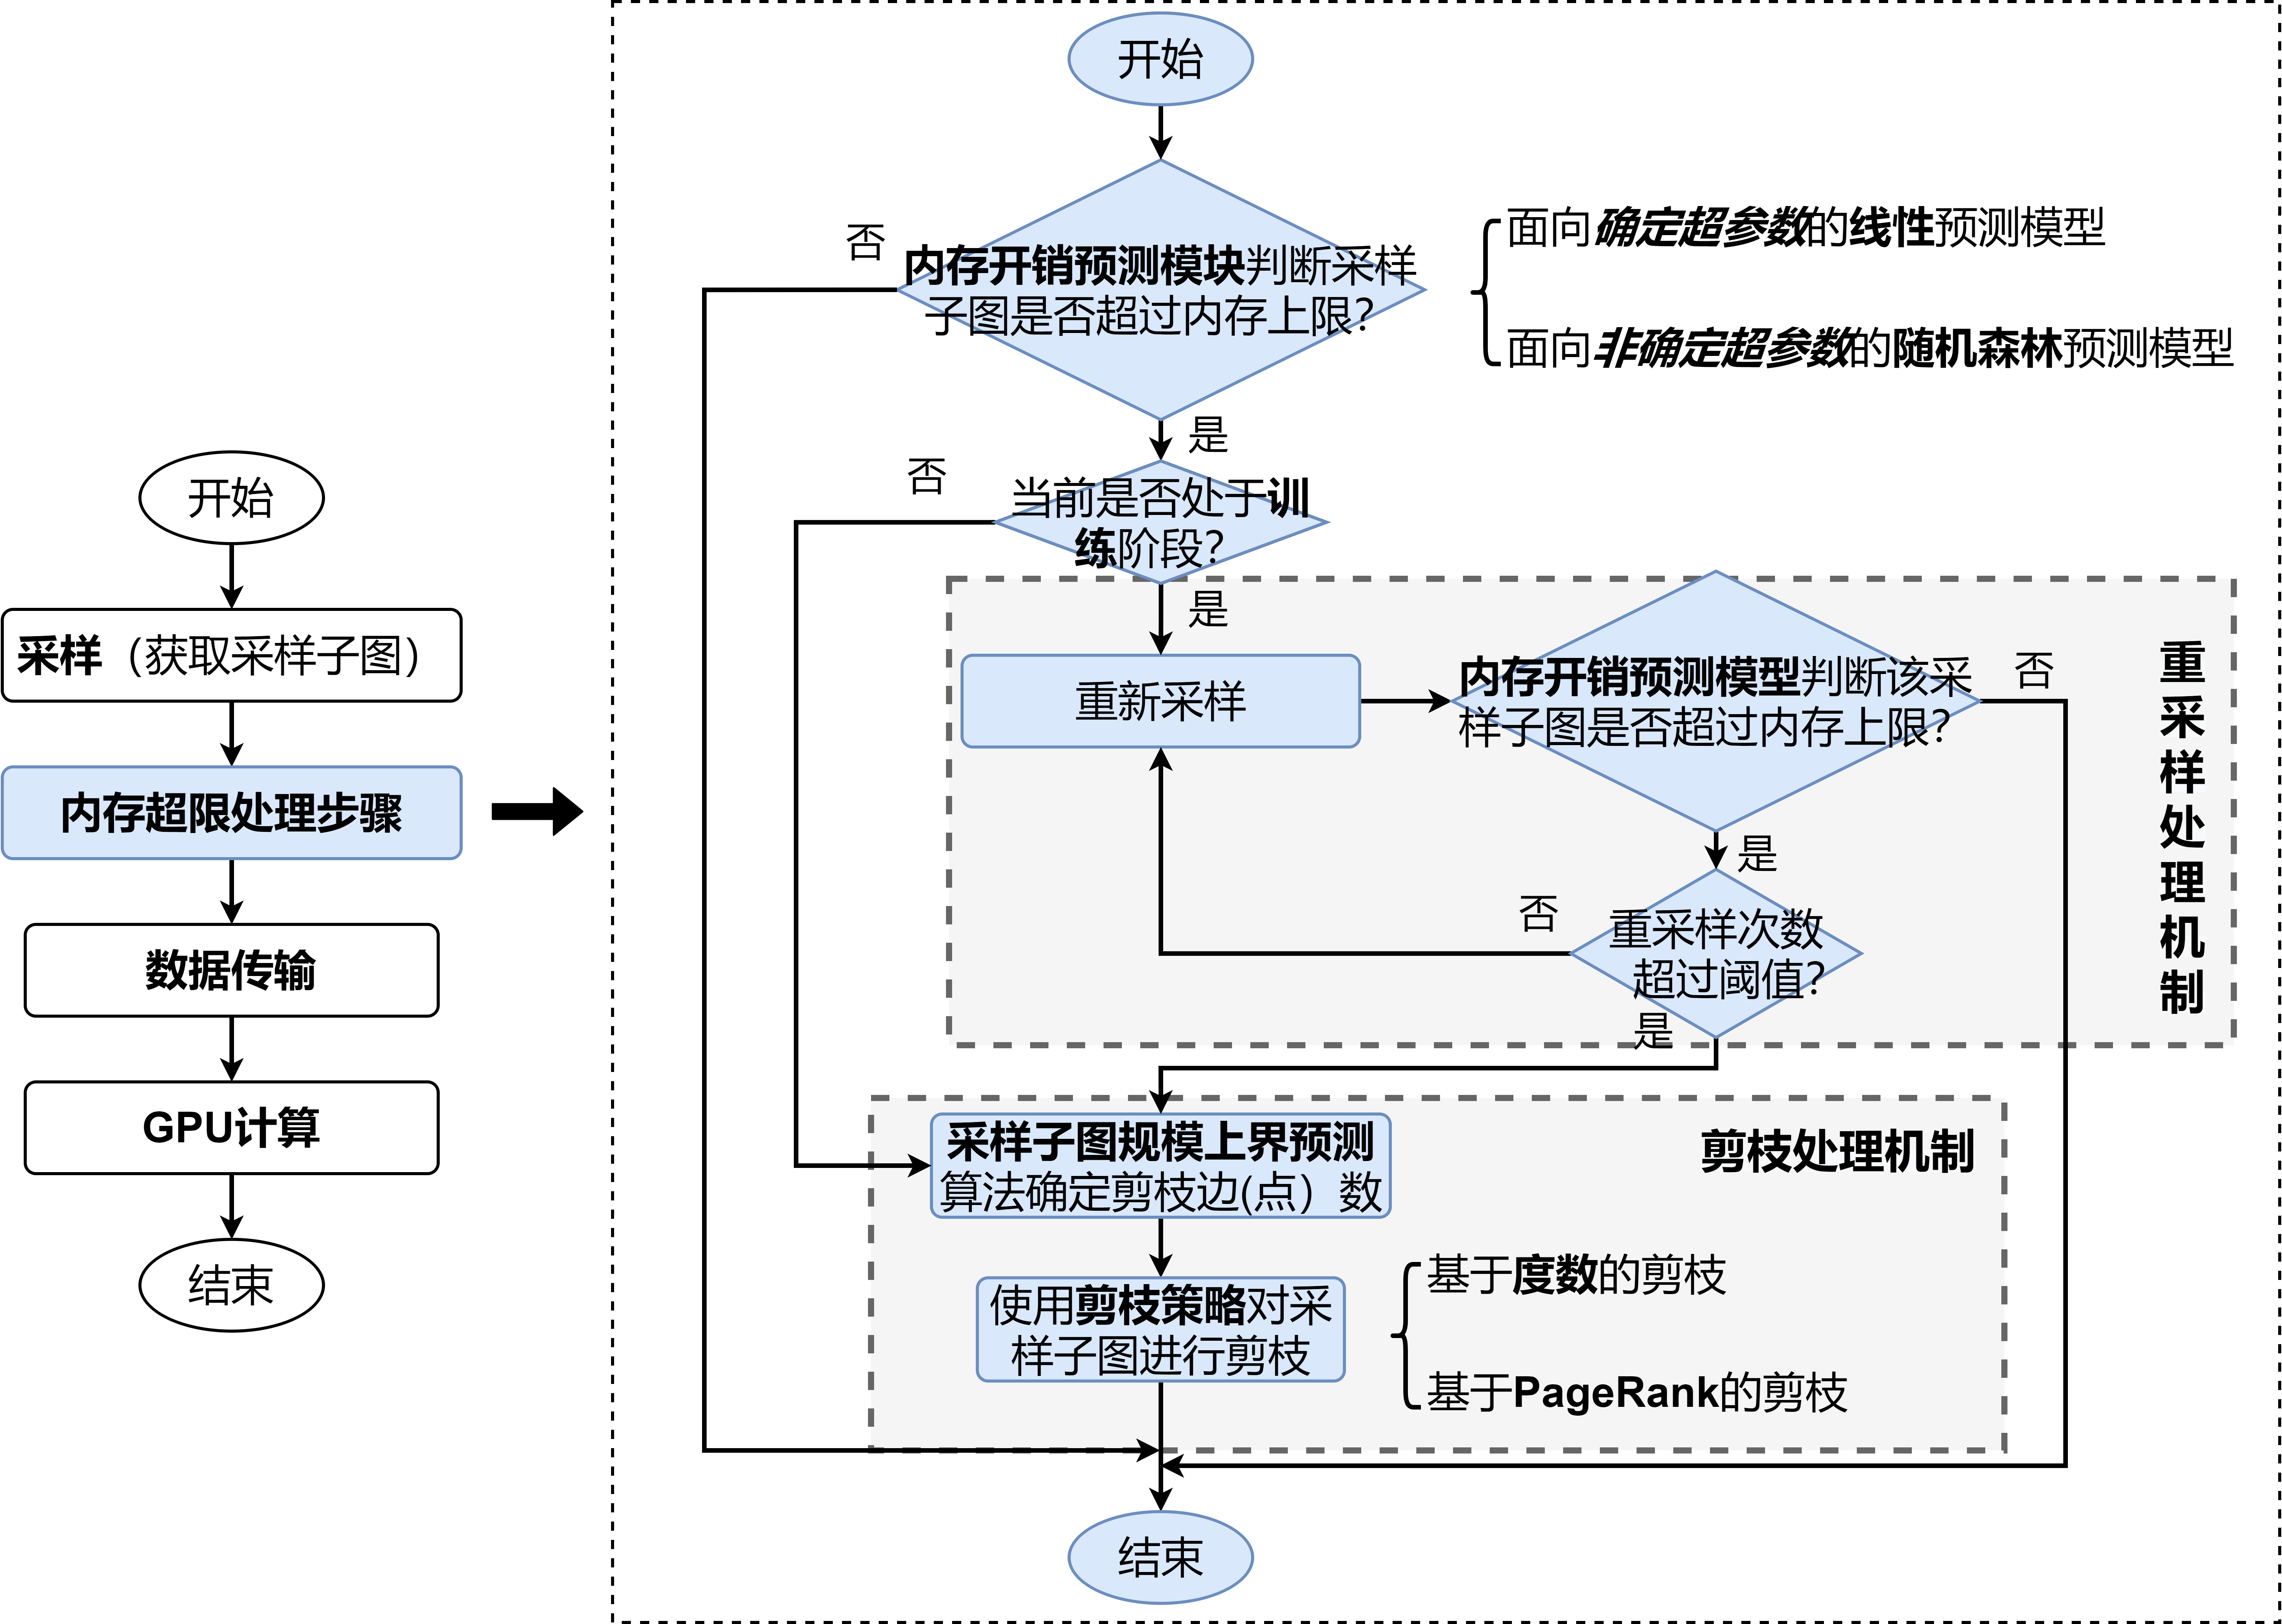 开始
采样（获取采样子图）
内存超限处理步骤
数据传输
GPU计算
结束
开始
否
内存开销预测模块判断采样
子图是否超过内存上限？
面向确定超参数的线性预测模型
面向非确定超参数的随机森林预测模型
是
否
当前是否处于训
练阶段？
是
重新采样
内存开销预测模型判断该采
样子图是否超过内存上限？
否
重采样处理机制
是
否
重采样次数
超过阈值？
是
采样子图规模上界预测
算法确定剪枝边(点）数
剪枝处理机制
使用剪枝策略对采
样子图进行剪枝
基于度数的剪枝
基于PageRank的剪枝
结束